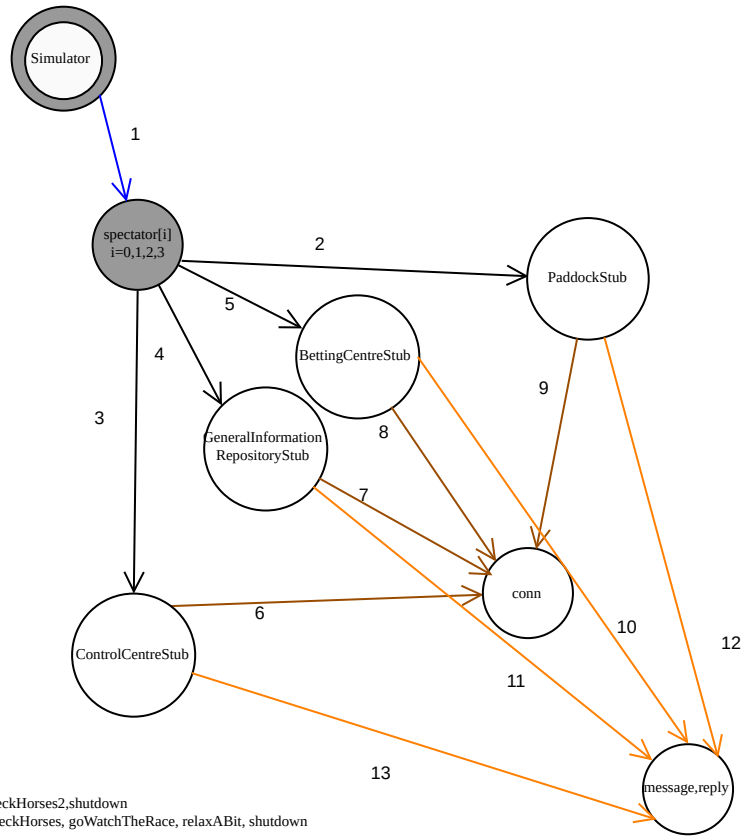 Simulator
1
spectator[i]
i=0,1,2,3
2
PaddockStub
5
BettingCentreStub
4
9
3
8
GeneralInformation
RepositoryStub
7
conn
6
10
12
ControlCentreStub
11
13
message,reply
eckHorses2,shutdown
eckHorses, goWatchTheRace, relaxABit, shutdown